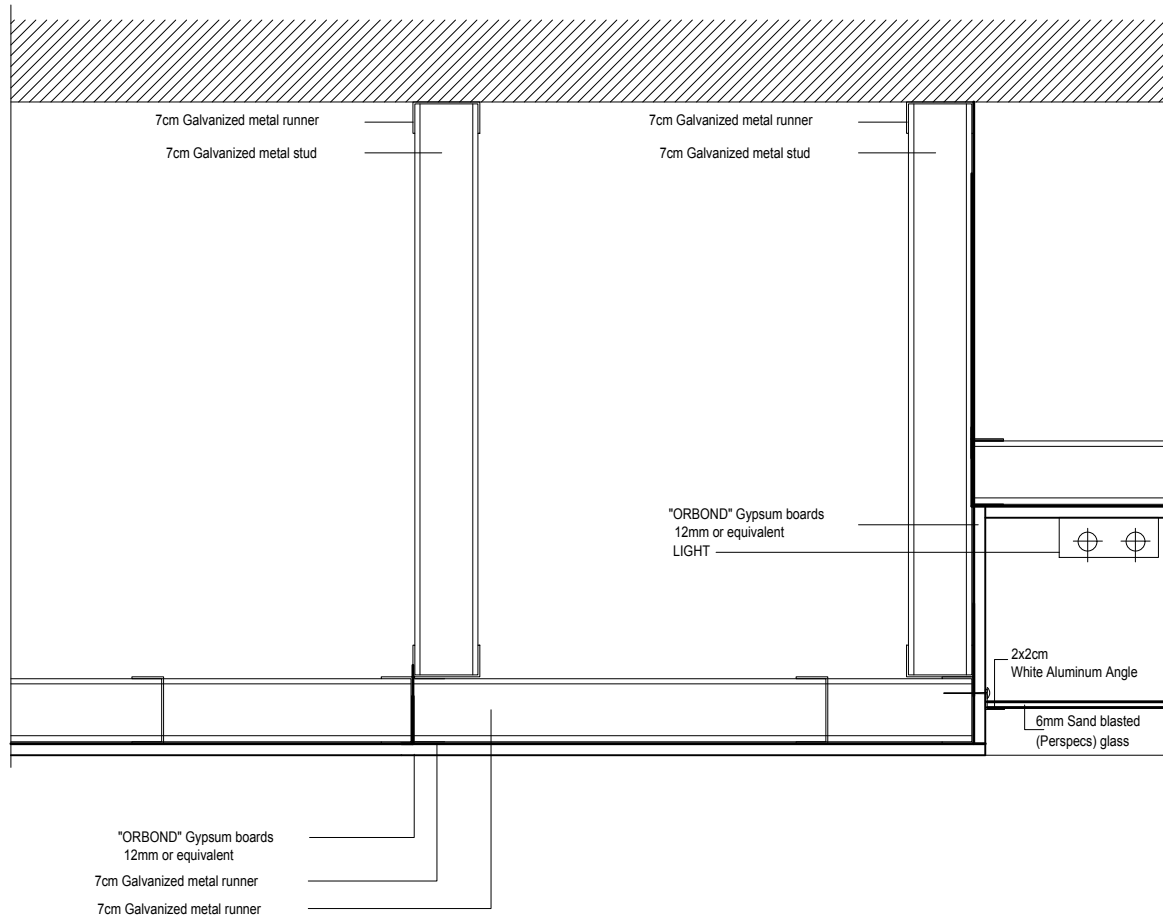 7cm Galvanized metal runner
7cm Galvanized metal stud
7cm Galvanized metal runner
7cm Galvanized metal stud
"ORBOND" Gypsum boards
12mm or equivalent
LIGHT
2x2cm
White Aluminum Angle
6mm Sand blasted
(Perspecs) glass
"ORBOND" Gypsum boards
12mm or equivalent
7cm Galvanized metal runner
7cm Galvanized metal runner